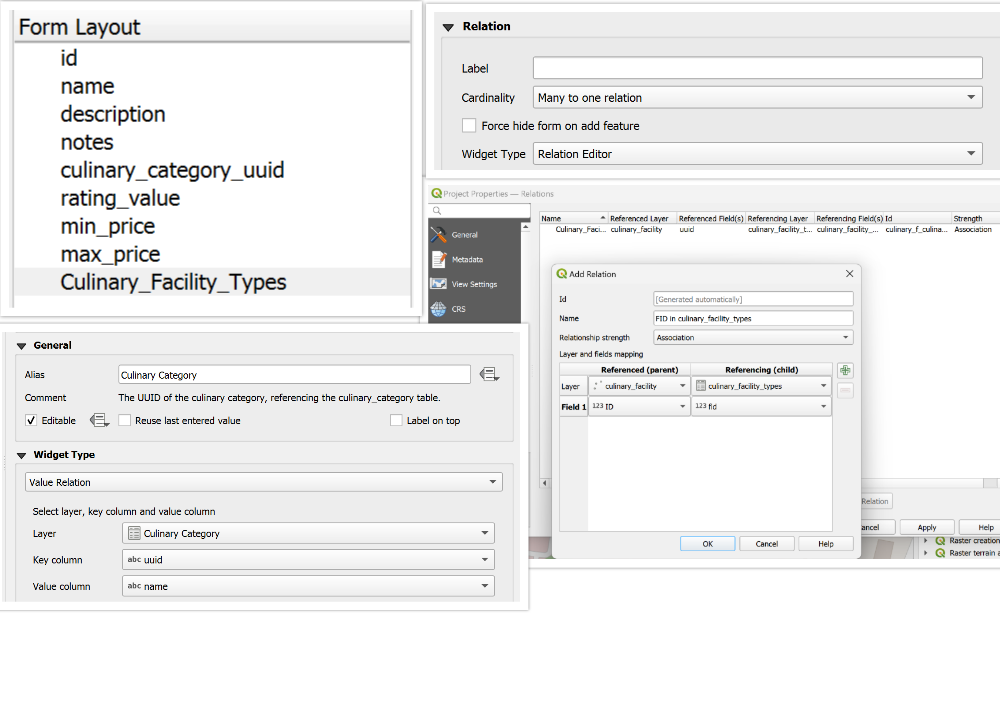 Form Layout
id
name
description
notes
culinary_category_uuid
rating_value
min_price
max_price
Culinary_Facility_Types
Relation
Label
Cardinality Many to one relation
Force hide form on add feature
Widget Type Relation Editor
Project Properties — Relations
General
Metadata
View Settings
CRS
Name Referenced Layer Referenced Field(s) Referencing Layer Referencing Field(s) Id Strength
Culinary_Faci... culinary_facility uuid culinary_facility_t... culinary_facility_... culinary_f_culina... Association
Add Relation
Id [Generated automatically]
Name FID in culinary_facility_types
Relationship strength Association
Layer and fields mapping
Referenced (parent) Referencing (child)
Layer culinary_facility culinary_facility_types
Field 1 123 ID 123 fid
OK Cancel Help
Relation
ancel Apply Help
Raster creation
Raster terrain a
General
Alias Culinary Category
Comment The UUID of the culinary category, referencing the culinary_category table.
Editable Reuse last entered value Label on top
Widget Type
Value Relation
Select layer, key column and value column
Layer Culinary Category
Key column abc uuid
Value column abc name